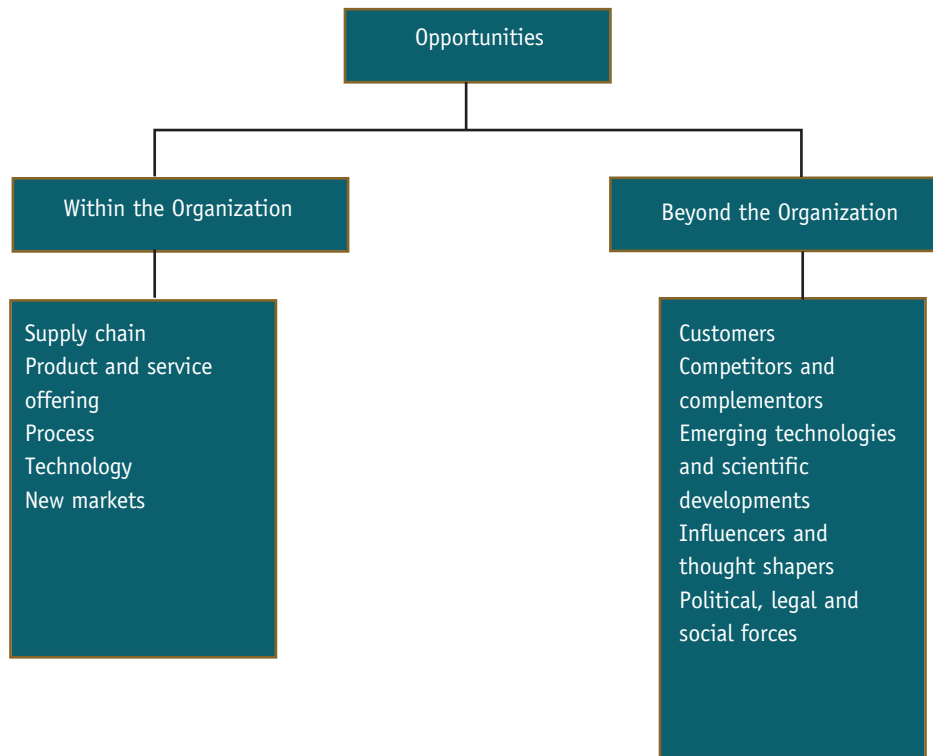 Opportunities
Within the Organization
Beyond the Organization
Supply chain
Product and service
offering
Process
Technology
New markets
Customers
Competitors and
complementors
Emerging technologies
and scientific
developments
Influencers and
thought shapers
Political, legal and
social forces